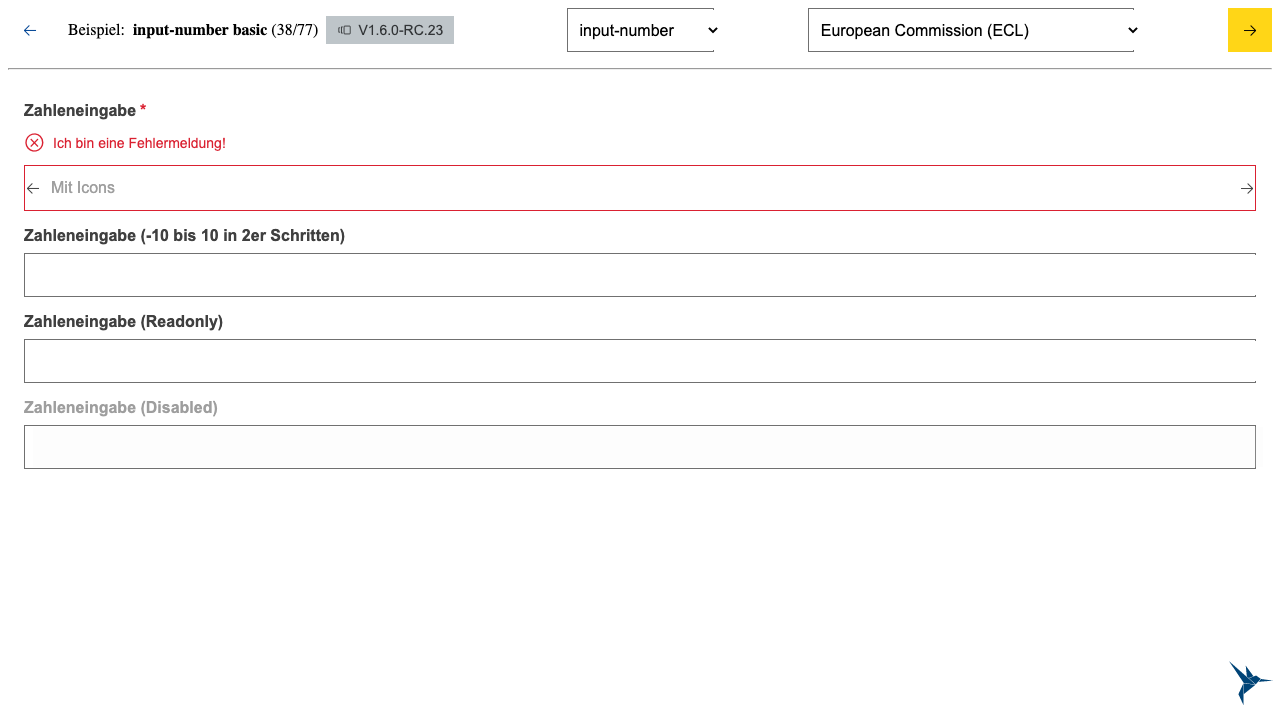 Beispiel: input-number basic (38/77) V1.6.0-RC.23 input-number European Commission (ECL)
Zahleneingabe *
Ich bin eine Fehlermeldung!
Mit Icons
Zahleneingabe (-10 bis 10 in 2er Schritten)
Zahleneingabe (Readonly)
Zahleneingabe (Disabled)